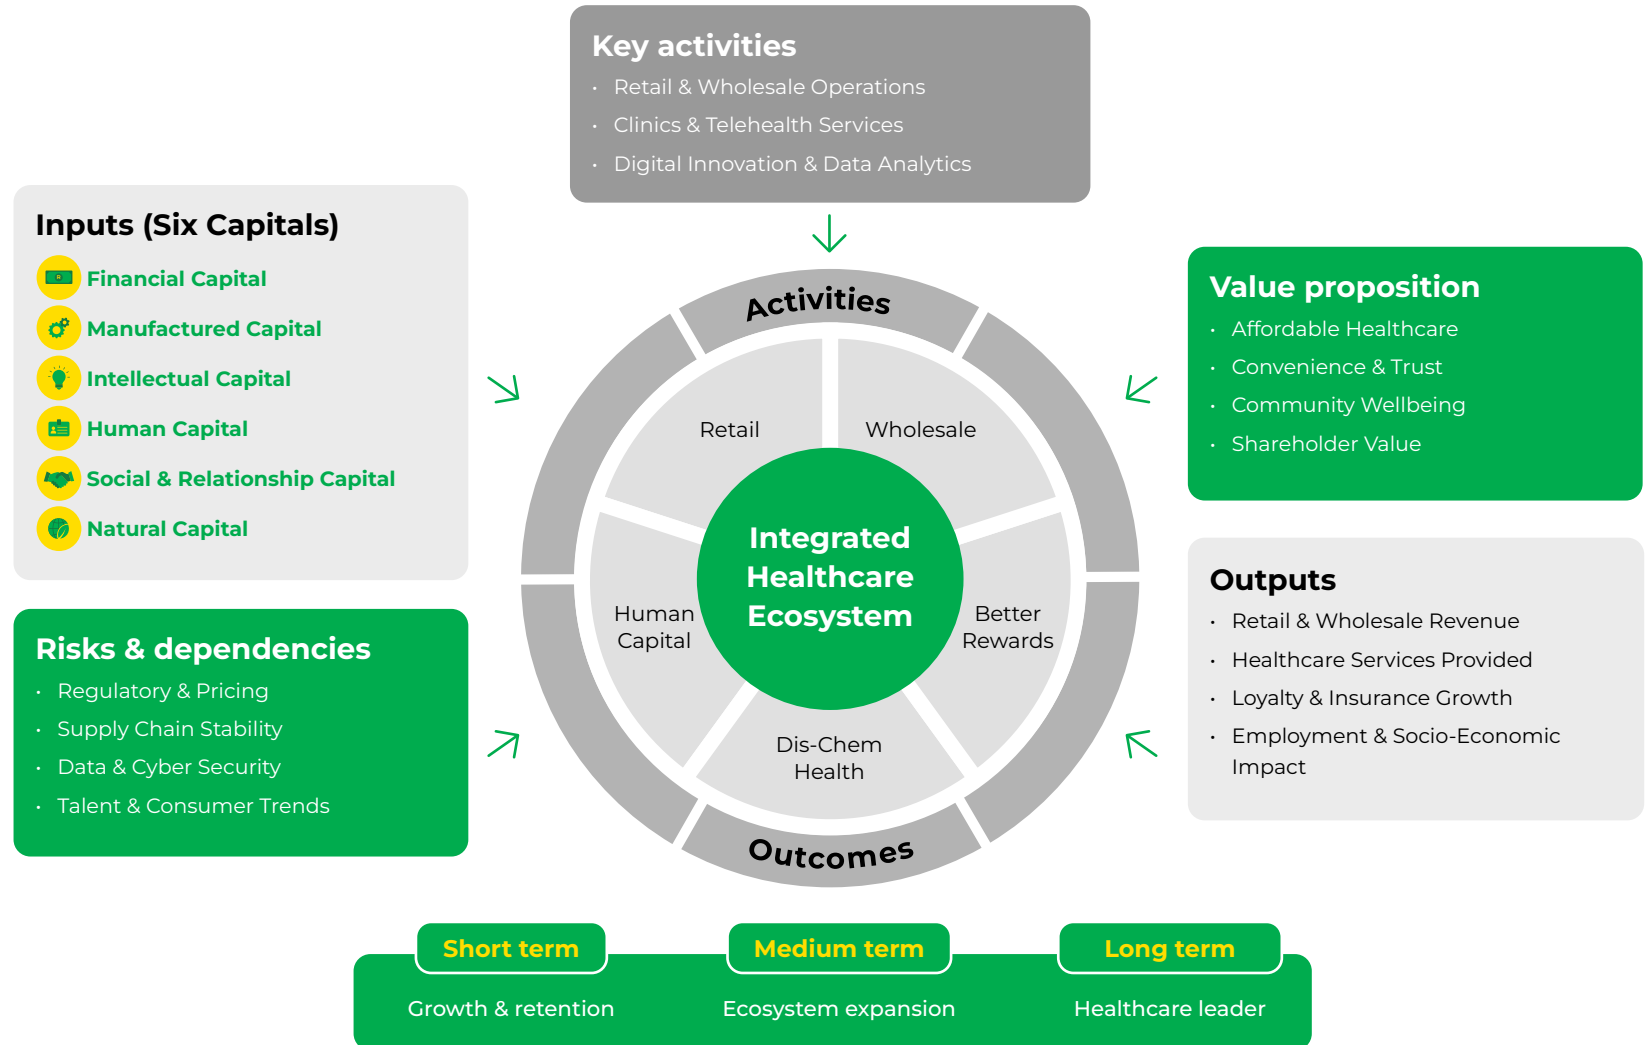 Key activities
• Retail & Wholesale Operations
• Clinics & Telehealth Services
• Digital Innovation & Data Analytics
Inputs (Six Capitals)
Financial Capital
Manufactured Capital
Intellectual Capital
Human Capital
Social & Relationship Capital
Natural Capital
Risks & dependencies
• Regulatory & Pricing
• Supply Chain Stability
• Data & Cyber Security
• Talent & Consumer Trends
Activities
Retail
Wholesale
Integrated
Healthcare
Ecosystem
Human
Capital
Better
Rewards
Dis-Chem
Health
Outcomes
Value proposition
• Affordable Healthcare
• Convenience & Trust
• Community Wellbeing
• Shareholder Value
Outputs
• Retail & Wholesale Revenue
• Healthcare Services Provided
• Loyalty & Insurance Growth
• Employment & Socio-Economic
Impact
Short term
Growth & retention
Medium term
Ecosystem expansion
Long term
Healthcare leader